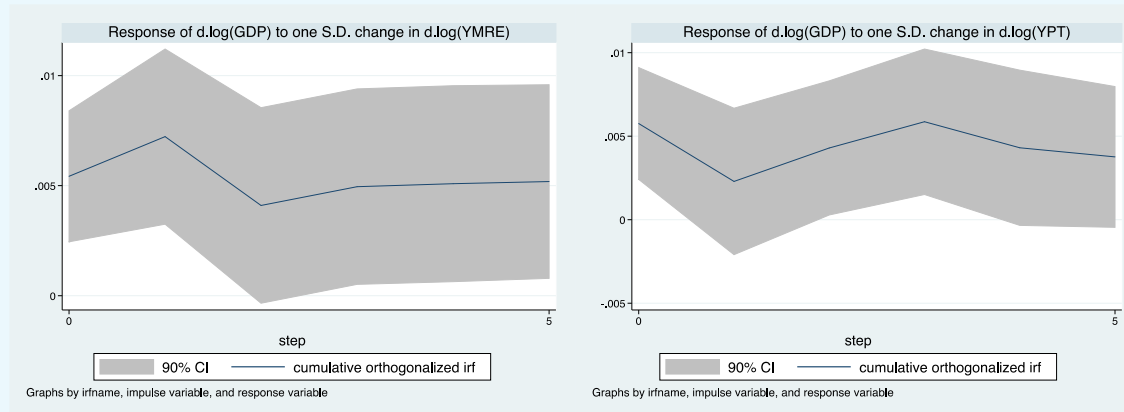 Response of d.log(GDP) to one S.D. change in d.log(YMRE)
.01
.005
0
0
5
step
90% CI
cumulative orthogonalized irf
Graphs by irfname, impulse variable, and response variable
Response of d.log(GDP) to one S.D. change in d.log(YPT)
.01
.005
0
-.005
0
5
step
90% CI
cumulative orthogonalized irf
Graphs by irfname, impulse variable, and response variable